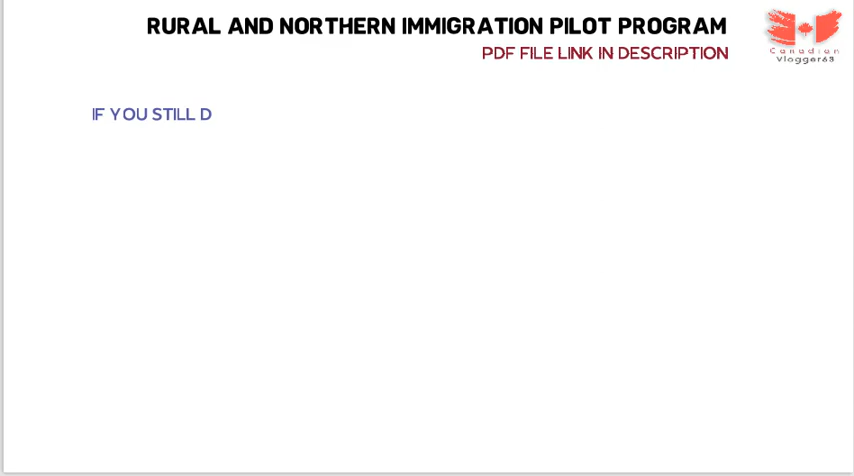 RURAL AND NORTHERN IMMIGRATION PILOT PROGRAM
PDF FILE LINK IN DESCRIPTION
Canadian
Vlogger63
IF YOU STILL D